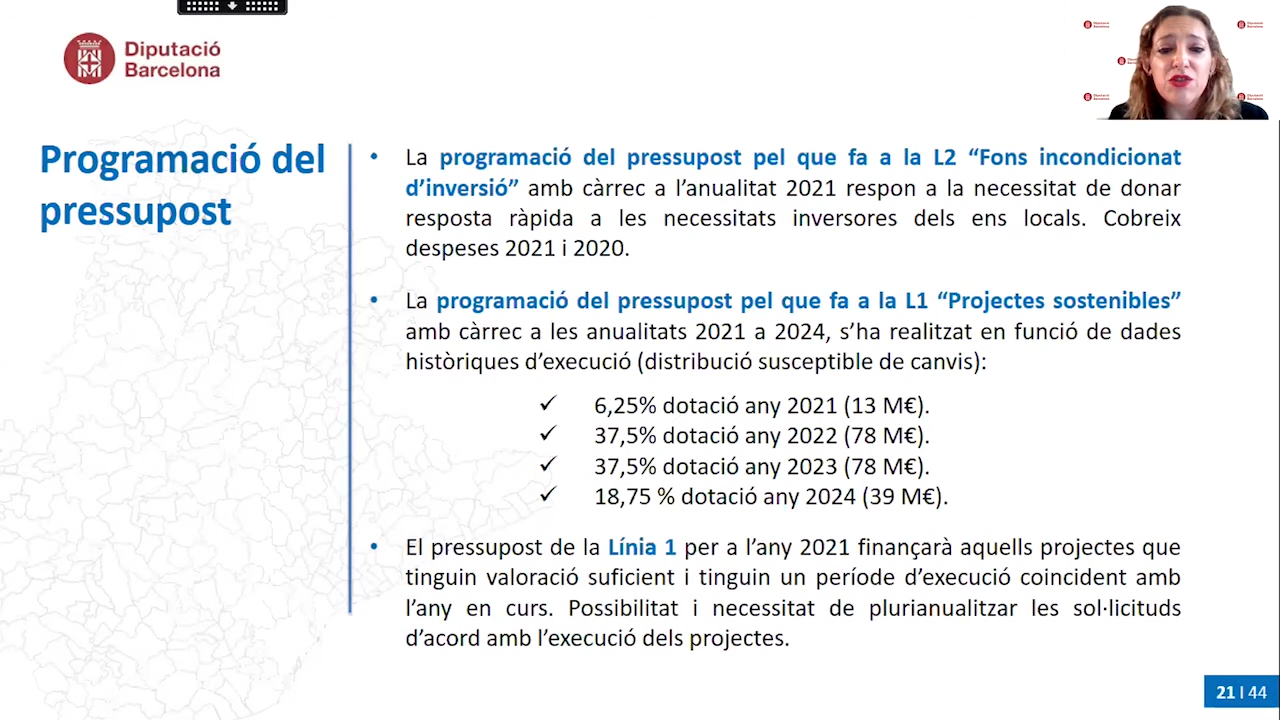 Diputació
Barcelona
Programació del
pressupost
• La programació del pressupost pel que fa a la L2 “Fons incondicionat
d’inversió” amb càrrec a l’anualitat 2021 respon a la necessitat de donar
resposta ràpida a les necessitats inversores dels ens locals. Cobreix
despeses 2021 i 2020.
• La programació del pressupost pel que fa a la L1 “Projectes sostenibles”
amb càrrec a les anualitats 2021 a 2024, s’ha realitzat en funció de dades
històriques d’execució (distribució susceptible de canvis):
✓ 6,25% dotació any 2021 (13 M€).
✓ 37,5% dotació any 2022 (78 M€).
✓ 37,5% dotació any 2023 (78 M€).
✓ 18,75 % dotació any 2024 (39 M€).
• El pressupost de la Línia 1 per a l’any 2021 finançarà aquells projectes que
tinguin valoració suficient i tinguin un període d’execució coincident amb
l’any en curs. Possibilitat i necessitat de plurianualitzar les sol·licituds
d’acord amb l’execució dels projectes.
21 | 44